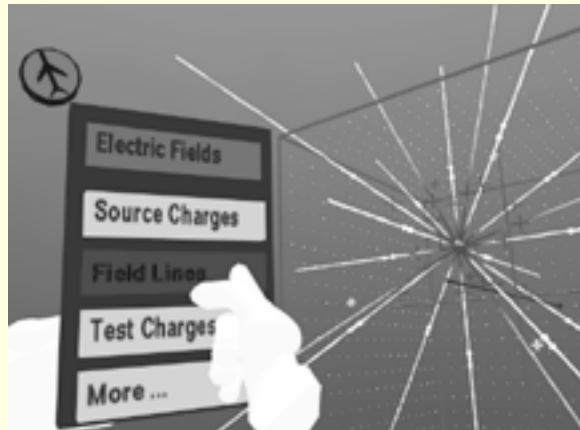 Electric Fields
Source Charges
Field Lines
Test Charges
More ...